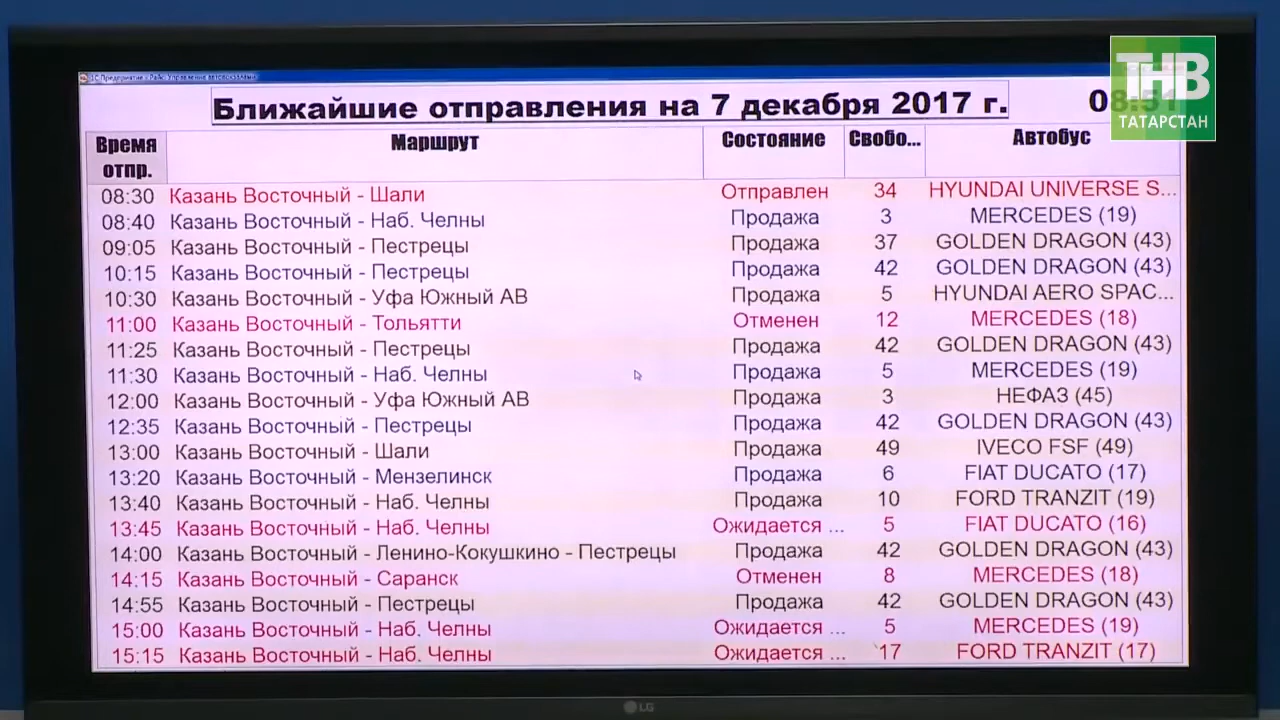 ТНВ
ТАТАРСТАН
1С Предприятие - Рейс: Управление автовокзалами
Ближайшие отправления на 7 декабря 2017 г.
Время отпр. Маршрут Состояние Свобо... Автобус
08:30 Казань Восточный - Шали Отправлен 34 HYUNDAI UNIVERSE S...
08:40 Казань Восточный - Наб. Челны Продажа 3 MERCEDES (19)
09:05 Казань Восточный - Пестрецы Продажа 37 GOLDEN DRAGON (43)
10:15 Казань Восточный - Пестрецы Продажа 42 GOLDEN DRAGON (43)
10:30 Казань Восточный - Уфа Южный АВ Продажа 5 HYUNDAI AERO SPAC...
11:00 Казань Восточный - Тольятти Отменен 12 MERCEDES (18)
11:25 Казань Восточный - Пестрецы Продажа 42 GOLDEN DRAGON (43)
11:30 Казань Восточный - Наб. Челны Продажа 5 MERCEDES (19)
12:00 Казань Восточный - Уфа Южный АВ Продажа 3 НЕФАЗ (45)
12:35 Казань Восточный - Пестрецы Продажа 42 GOLDEN DRAGON (43)
13:00 Казань Восточный - Шали Продажа 49 IVECO FSF (49)
13:20 Казань Восточный - Мензелинск Продажа 6 FIAT DUCATO (17)
13:40 Казань Восточный - Наб. Челны Продажа 10 FORD TRANZIT (19)
13:45 Казань Восточный - Наб. Челны Ожидается ... 5 FIAT DUCATO (16)
14:00 Казань Восточный - Ленино-Кокушкино - Пестрецы Продажа 42 GOLDEN DRAGON (43)
14:15 Казань Восточный - Саранск Отменен 8 MERCEDES (18)
14:55 Казань Восточный - Пестрецы Продажа 42 GOLDEN DRAGON (43)
15:00 Казань Восточный - Наб. Челны Ожидается ... 5 MERCEDES (19)
15:15 Казань Восточный - Наб. Челны Ожидается ... 17 FORD TRANZIT (17)
LG